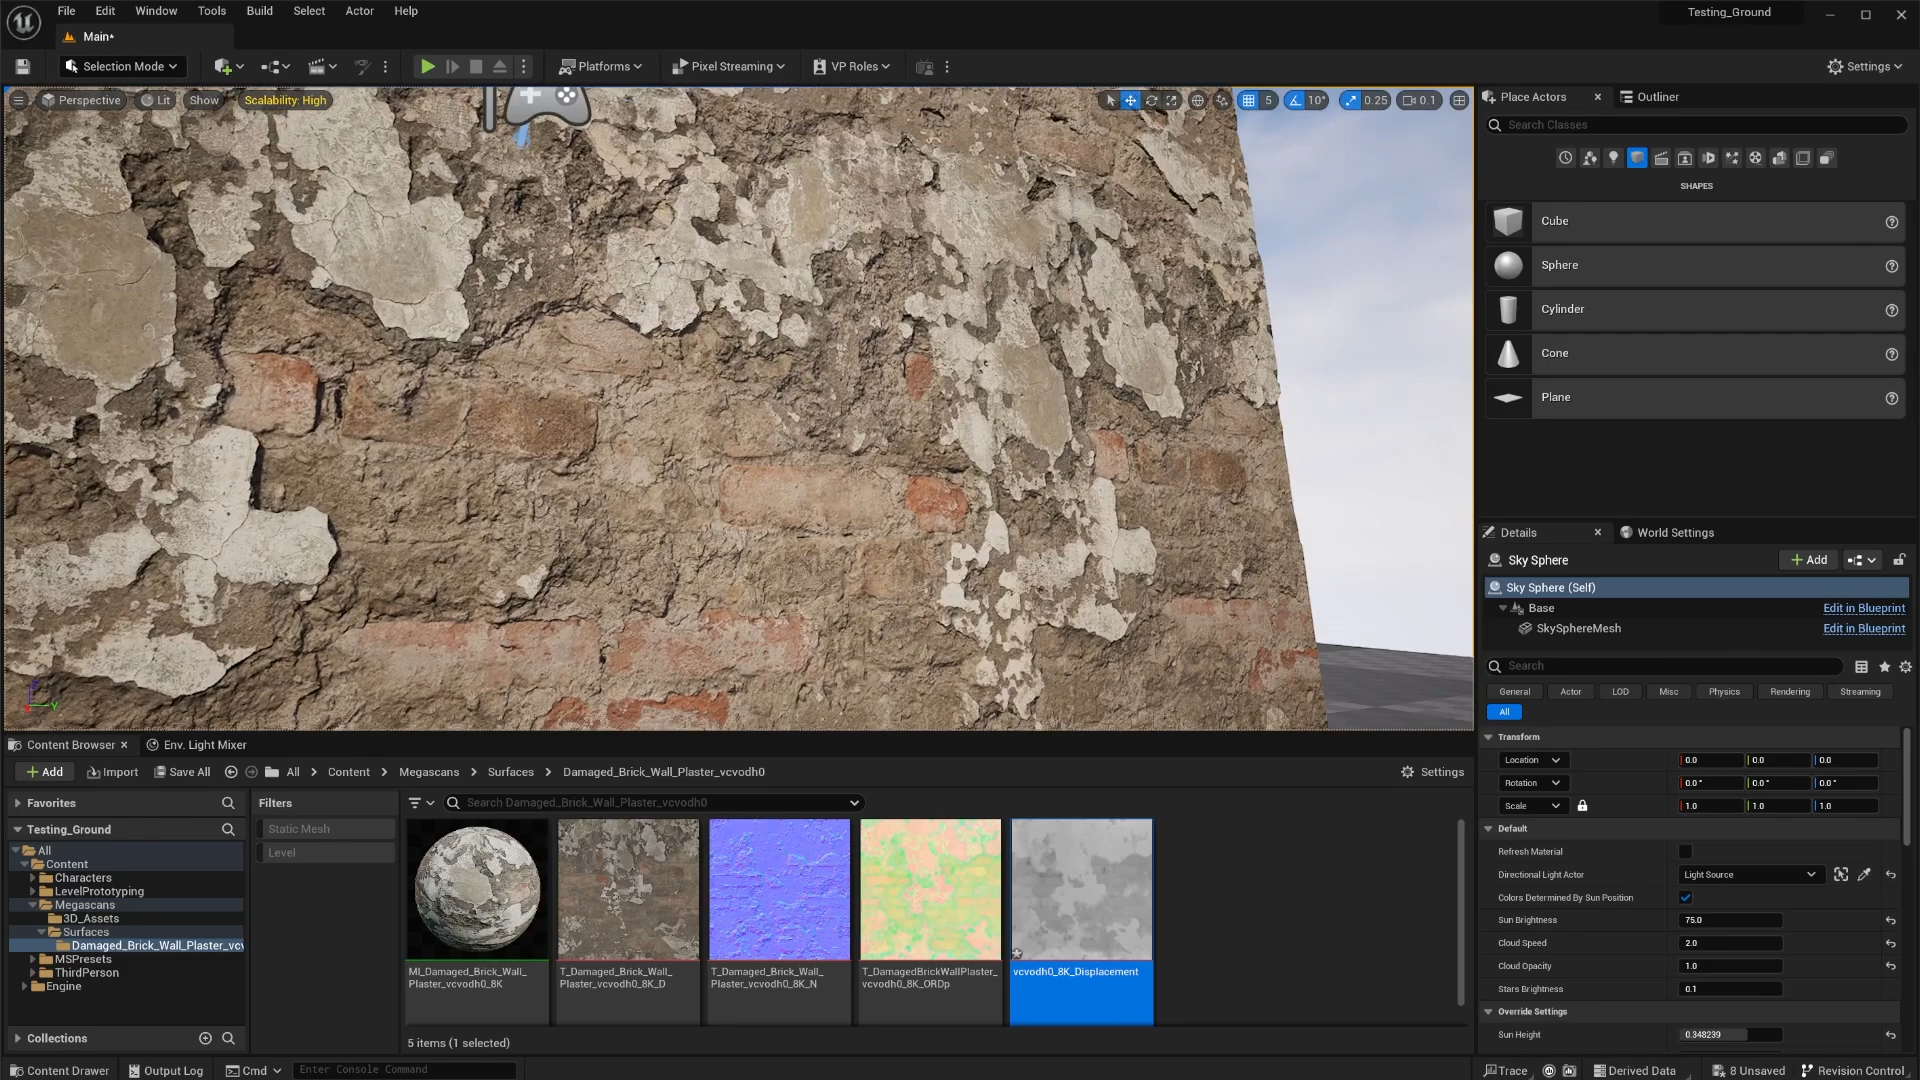 File Edit Window Tools Build Select Actor Help
Testing_Ground
Main*
Selection Mode
Platforms
Pixel Streaming
VP Roles
Settings
Perspective
Lit
Show
Scalability: High
5
10°
0.25
0.1
Place Actors
Outliner
Search Classes
SHAPES
Cube
Sphere
Cylinder
Cone
Plane
Details
World Settings
Sky Sphere
Add
Sky Sphere (Self)
Base
Edit in Blueprint
SkySphereMesh
Edit in Blueprint
Search
General
Actor
LOD
Misc
Physics
Rendering
Streaming
All
Transform
Location
0.0
0.0
0.0
Rotation
0.0 °
0.0 °
0.0 °
Scale
1.0
1.0
1.0
Default
Refresh Material
Directional Light Actor
Light Source
Colors Determined By Sun Position
Sun Brightness
75.0
Cloud Speed
2.0
Cloud Opacity
1.0
Stars Brightness
0.1
Override Settings
Sun Height
0.348239
Z
Y
Content Browser
Env. Light Mixer
Add
Import
Save All
All
Content
Megascans
Surfaces
Damaged_Brick_Wall_Plaster_vcvodh0
Settings
Favorites
Testing_Ground
All
Content
Characters
LevelPrototyping
Megascans
3D_Assets
Surfaces
Damaged_Brick_Wall_Plaster_vcv
MSPresets
ThirdPerson
Engine
Collections
Filters
Static Mesh
Level
Search Damaged_Brick_Wall_Plaster_vcvodh0
MI_Damaged_Brick_Wall_
Plaster_vcvodh0_8K
T_Damaged_Brick_Wall_
Plaster_vcvodh0_8K_D
T_Damaged_Brick_Wall_
Plaster_vcvodh0_8K_N
T_DamagedBrickWallPlaster_
vcvodh0_8K_ORDp
vcvodh0_8K_Displacement
5 items (1 selected)
Content Drawer
Output Log
Cmd
Enter Console Command
Trace
Derived Data
8 Unsaved
Revision Control